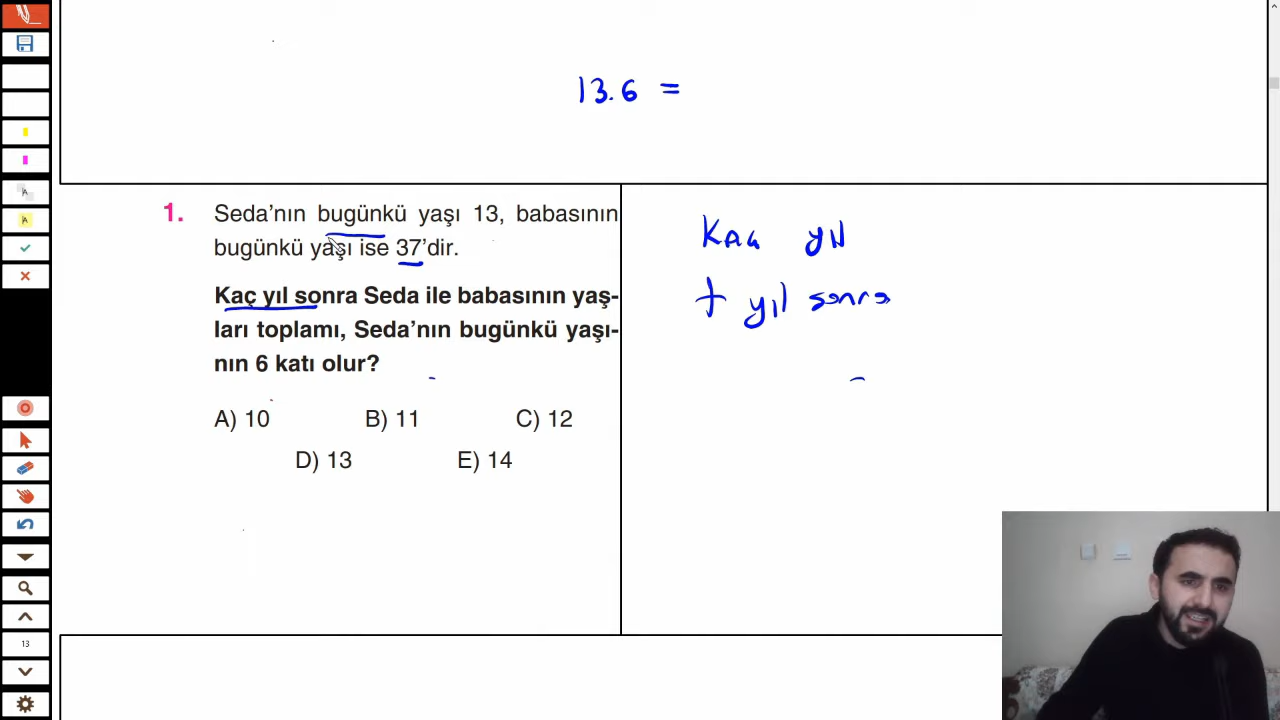 13.6 =
1. Seda’nın bugünkü yaşı 13, babasının
bugünkü yaşı ise 37’dir.
Kaç yıl sonra Seda ile babasının yaş-
ları toplamı, Seda’nın bugünkü yaşı-
nın 6 katı olur?
A) 10 B) 11 C) 12
D) 13 E) 14
Kaç yıl
t yıl sonra
13